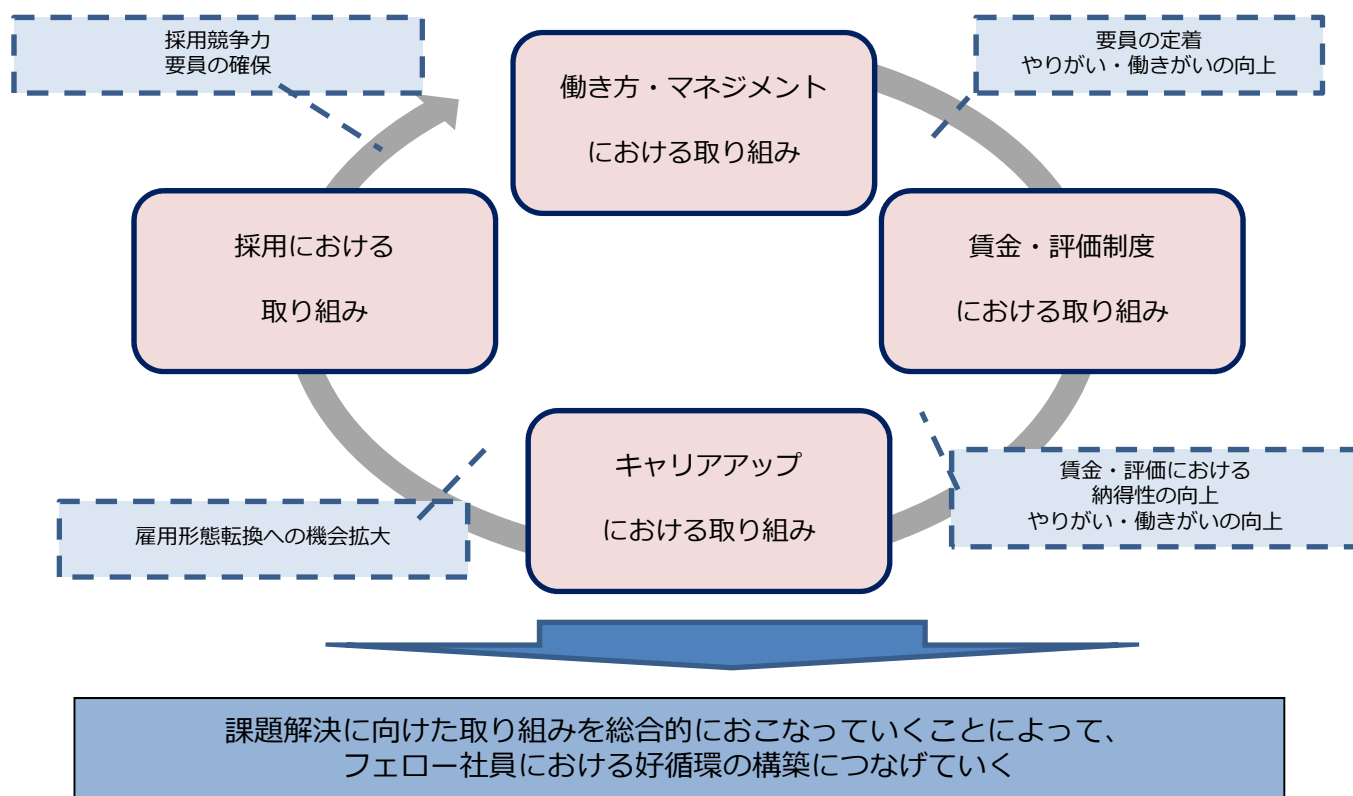 採用競争力
要員の確保
働き方・マネジメント
における取り組み
要員の定着
やりがい・働きがいの向上
採用における
取り組み
賃金・評価制度
における取り組み
キャリアアップ
における取り組み
賃金・評価における
納得性の向上
やりがい・働きがいの向上
雇用形態転換への機会拡大
課題解決に向けた取り組みを総合的におこなっていくことによって、
フェロー社員における好循環の構築につなげていく